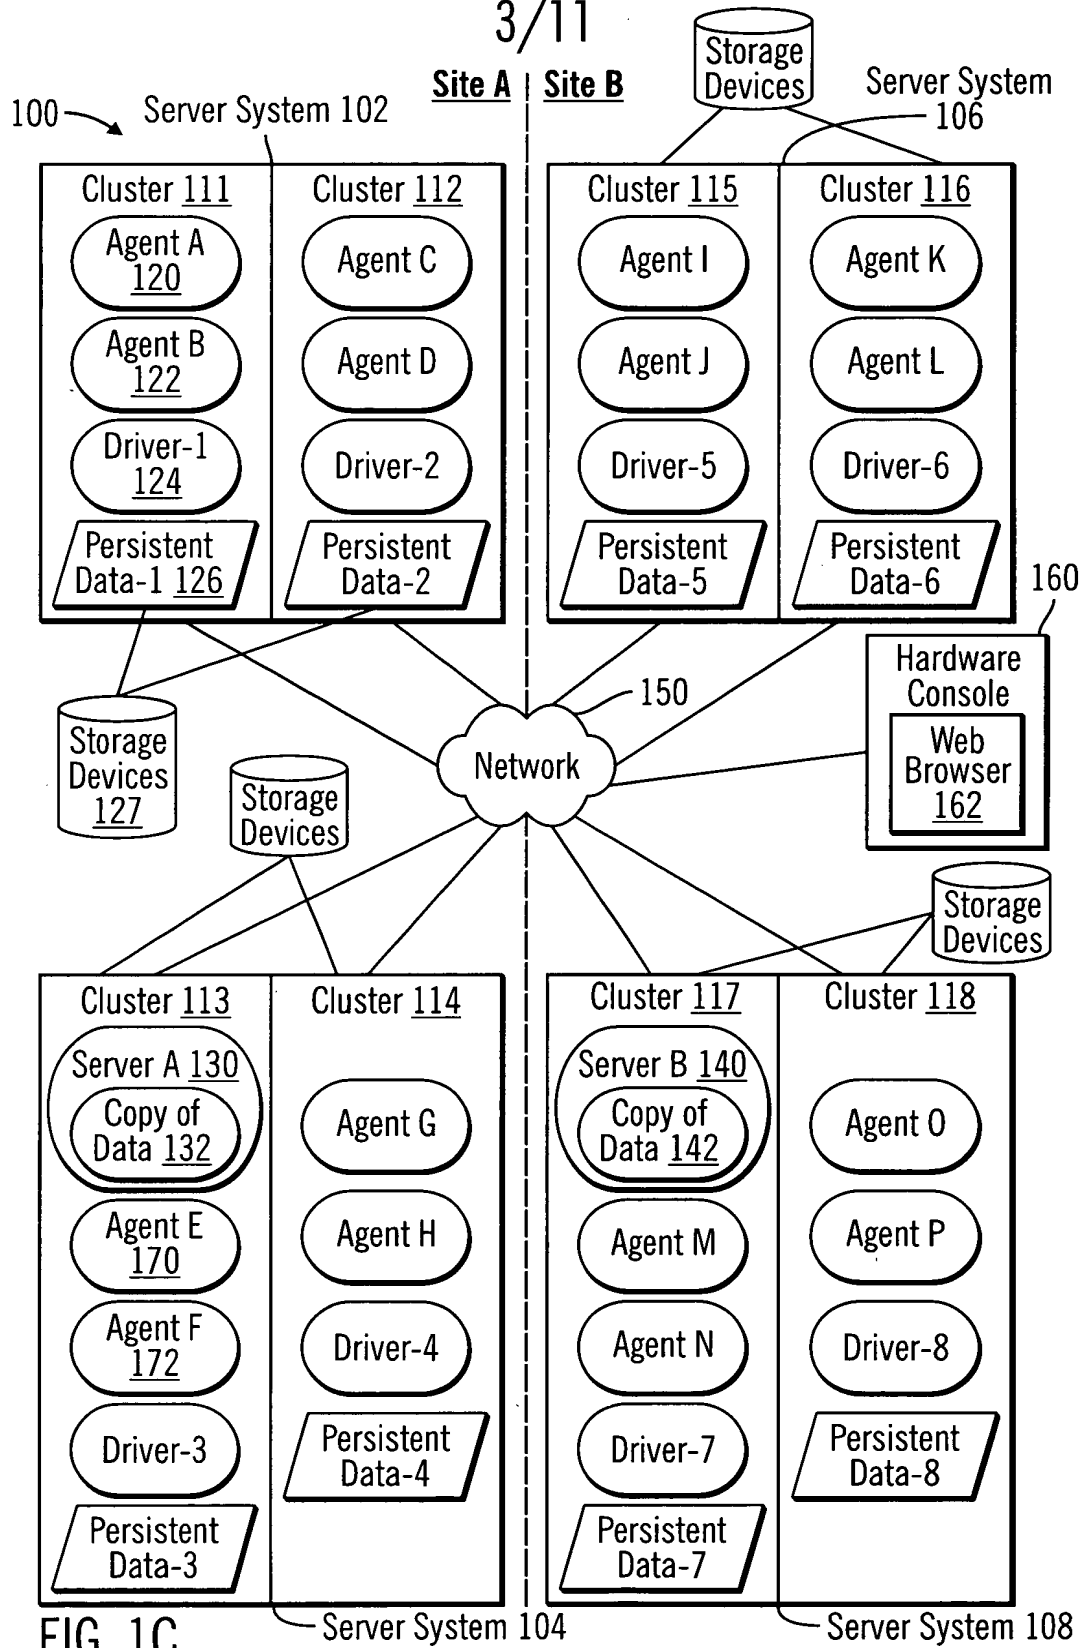 3/11
Site A
Site B
Storage
Devices
Server System
106
100
Server System 102
Cluster 111
Agent A
120
Agent B
122
Driver-1
124
Persistent
Data-1 126
Cluster 112
Agent C
Agent D
Driver-2
Persistent
Data-2
Cluster 115
Agent I
Agent J
Driver-5
Persistent
Data-5
Cluster 116
Agent K
Agent L
Driver-6
Persistent
Data-6
160
Hardware
Console
Web
Browser
162
150
Network
Storage
Devices
127
Storage
Devices
Storage
Devices
Cluster 113
Server A 130
Copy of
Data 132
Agent E
170
Agent F
172
Driver-3
Persistent
Data-3
Cluster 114
Agent G
Agent H
Driver-4
Persistent
Data-4
Cluster 117
Server B 140
Copy of
Data 142
Agent M
Agent N
Driver-7
Persistent
Data-7
Cluster 118
Agent O
Agent P
Driver-8
Persistent
Data-8
FIG. 1C
Server System 104
Server System 108